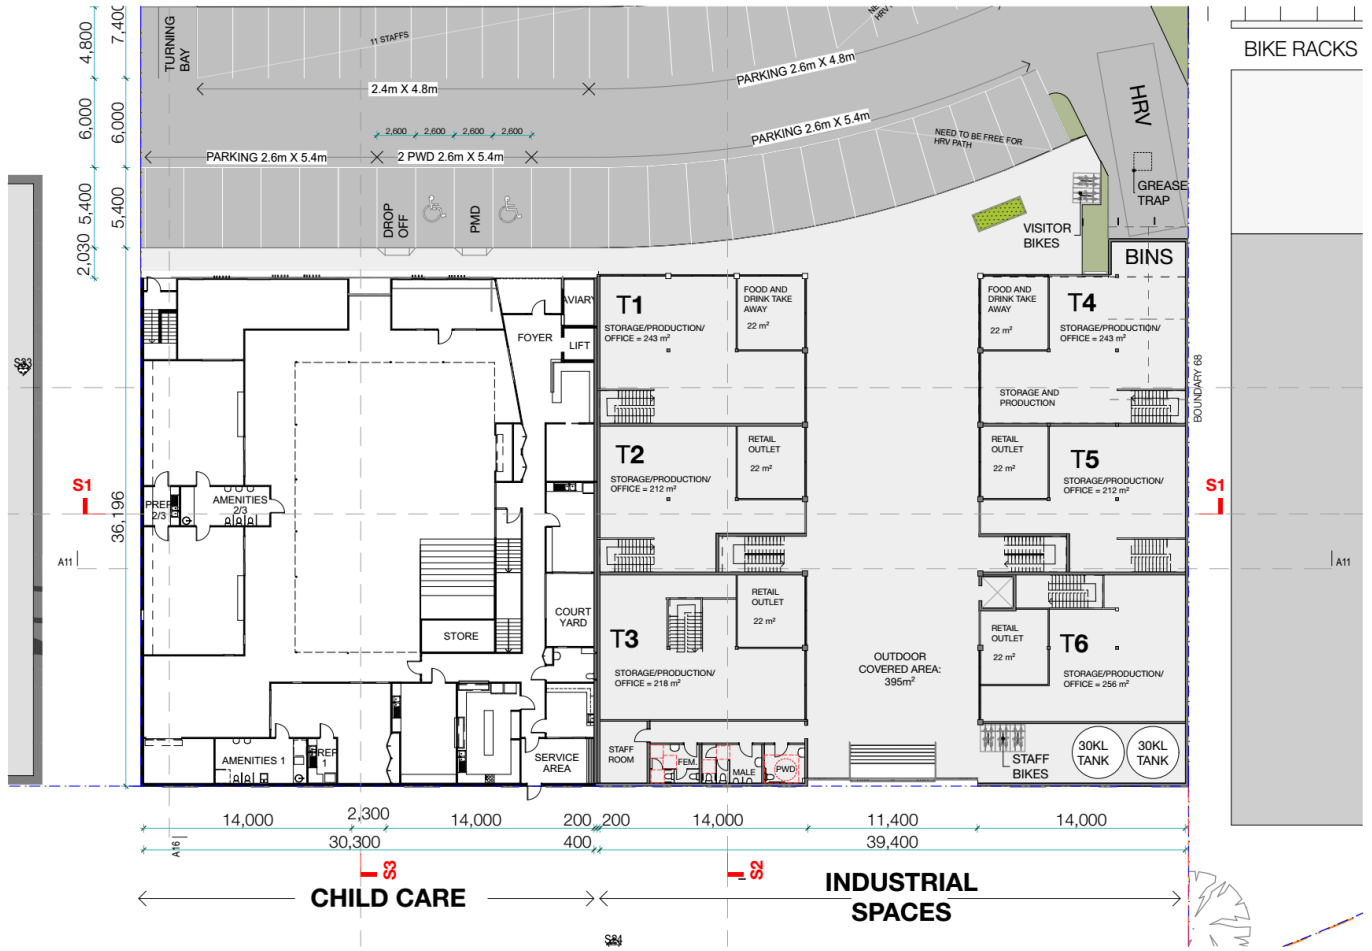 4,800
7,400
TURNING
BAY
11 STAFFS
HRV
BIKE RACKS
2.4m X 4.8m
PARKING 2.6m X 4.8m
6,000
6,000
HRV
2,600
2,600
2,600
2,600
PARKING 2.6m X 5.4m
PARKING 2.6m X 5.4m
2 PWD 2.6m X 5.4m
NEED TO BE FREE FOR
HRV PATH
5,400
5,400
DROP
OFF
PMD
GREASE
TRAP
VISITOR
BIKES
2,030
BINS
AVIARY
FOYER
LIFT
T1
STORAGE/PRODUCTION/
OFFICE = 243 m²
FOOD AND
DRINK TAKE
AWAY
22 m²
FOOD AND
DRINK TAKE
AWAY
22 m²
T4
STORAGE/PRODUCTION/
OFFICE = 243 m²
STORAGE AND
PRODUCTION
BOUNDARY 68
T2
STORAGE/PRODUCTION/
OFFICE = 212 m²
RETAIL
OUTLET
22 m²
RETAIL
OUTLET
22 m²
T5
STORAGE/PRODUCTION/
OFFICE = 212 m²
S1
S1
36,196
PREP
2/3
AMENITIES
2/3
A11
A11
COURT
YARD
STORE
T3
STORAGE/PRODUCTION/
OFFICE = 218 m²
RETAIL
OUTLET
22 m²
RETAIL
OUTLET
22 m²
T6
STORAGE/PRODUCTION/
OFFICE = 256 m²
OUTDOOR
COVERED AREA:
395m²
AMENITIES 1
PREP
1
SERVICE
AREA
STAFF
ROOM
FEM.
MALE
PWD
STAFF
BIKES
30KL
TANK
30KL
TANK
14,000
2,300
14,000
200
200
14,000
11,400
14,000
30,300
400
39,400
A16
S3
S2
CHILD CARE
INDUSTRIAL
SPACES